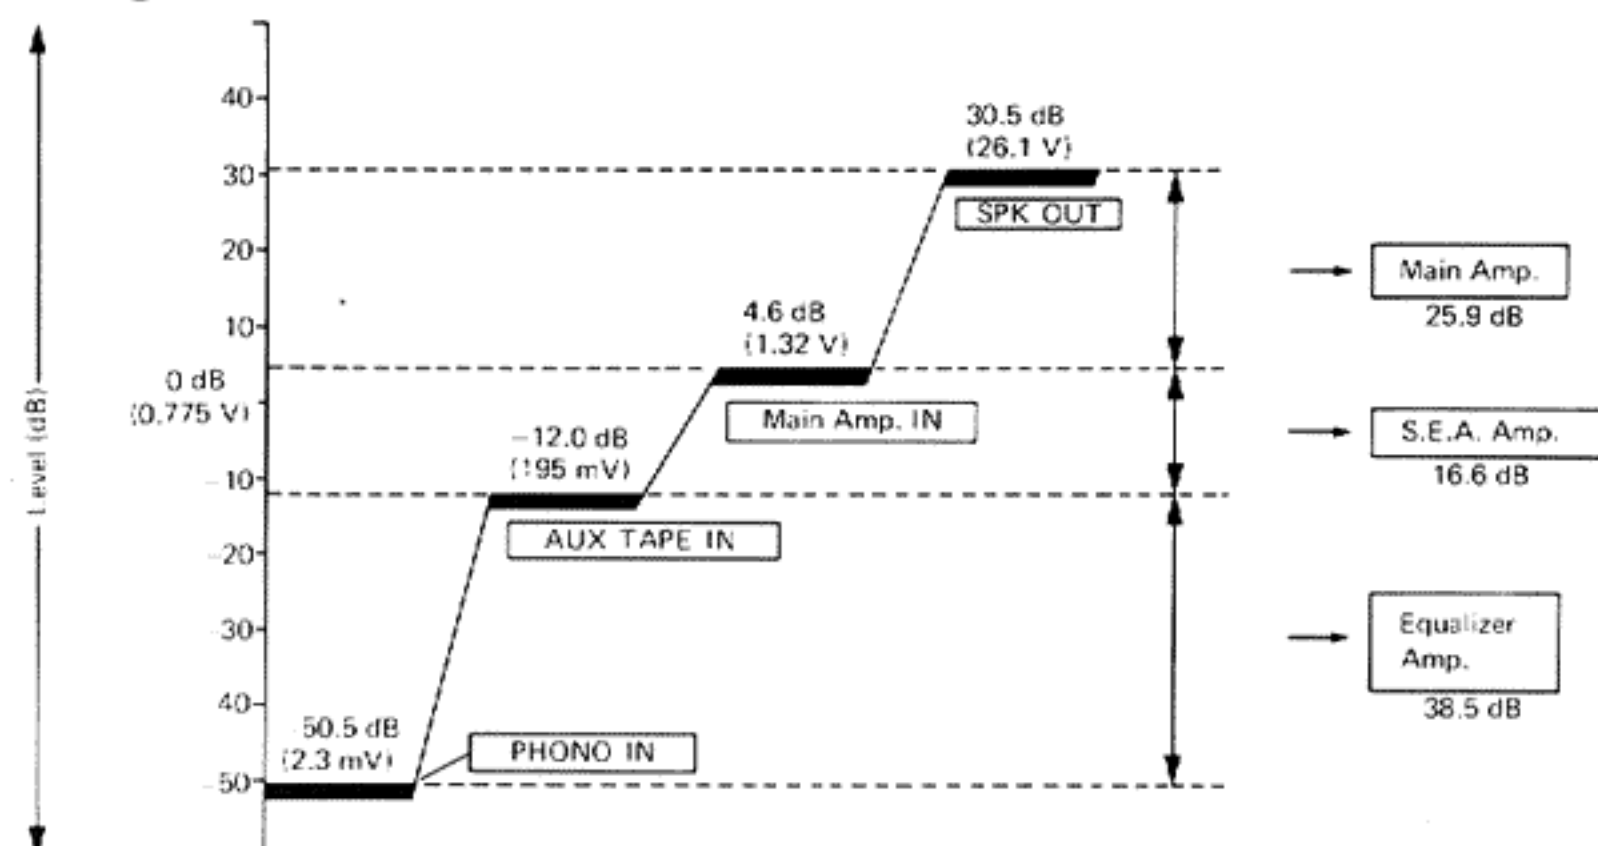 40
30.5 dB
(26.1 V)
30
SPK OUT
20
Main Amp.
25.9 dB
10
4.6 dB
(1.32 V)
0 dB
(0.775 V)
Level (dB)
Main Amp. IN
S.E.A. Amp.
16.6 dB
-12.0 dB
(195 mV)
-10
AUX TAPE IN
-20
-30
Equalizer
Amp.
38.5 dB
40
50.5 dB
(2.3 mV)
PHONO IN
-50